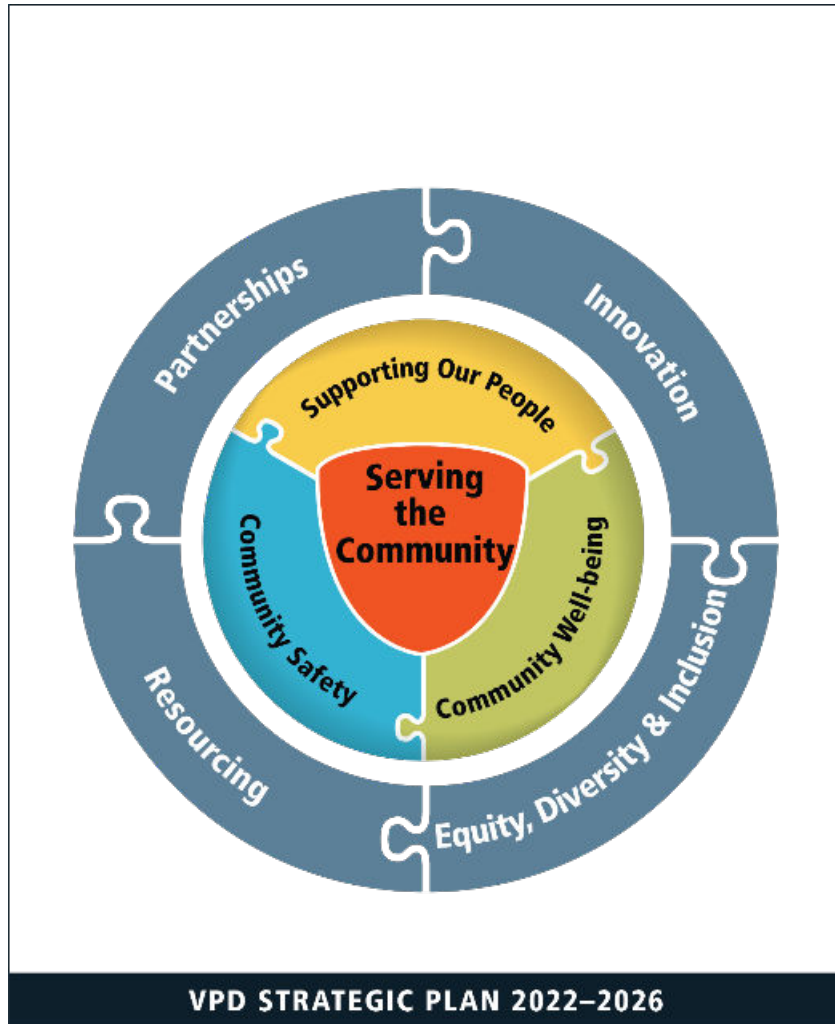 Partnerships
Innovation
Supporting Our People
Serving
the
Community
Community Safety
Community Well-being
Resourcing
Equity, Diversity & Inclusion
VPD STRATEGIC PLAN 2022–2026